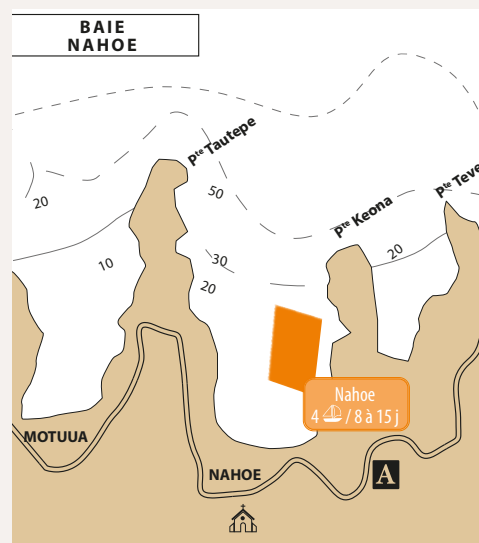 BAIE
NAHOE
Pte Tautepe
50
20
Pte Teve
Pte Keona
20
10
30
20
Nahoe
4 / 8 à 15 j
MOTUUA
NAHOE
A